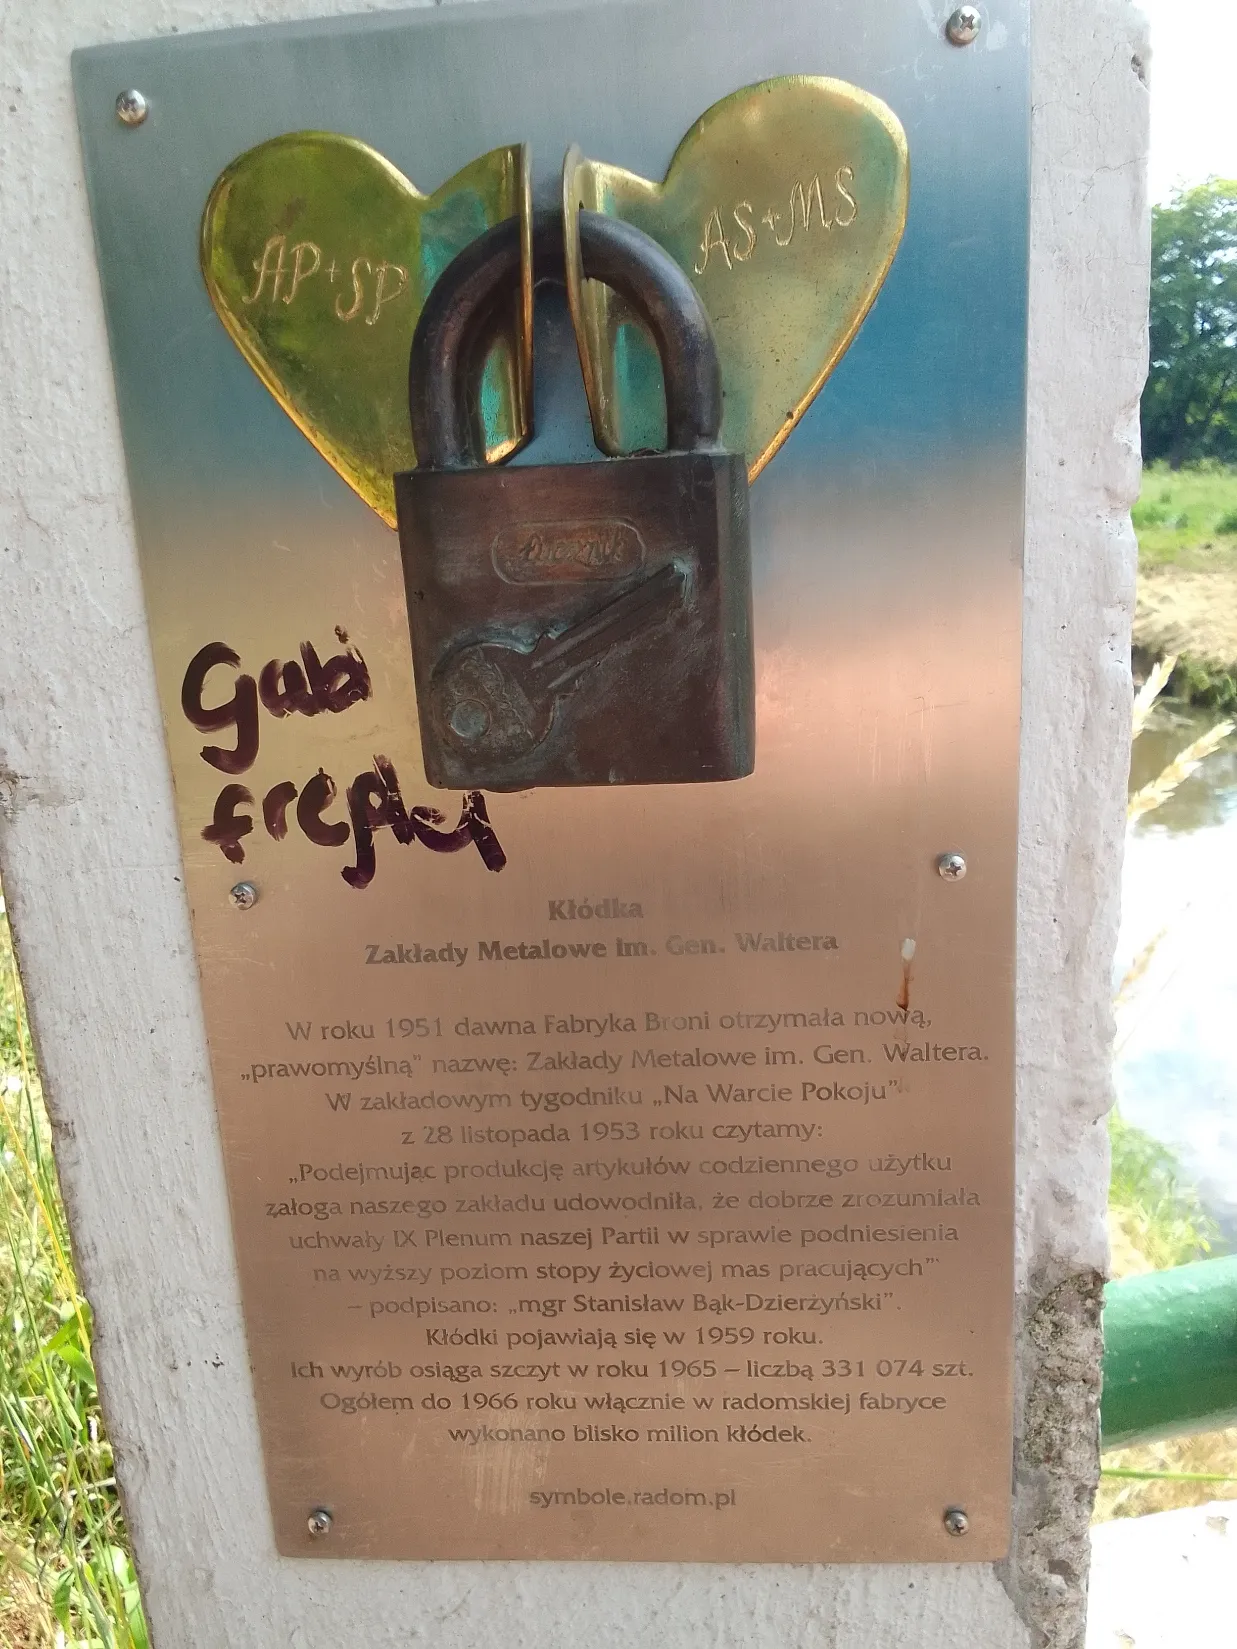 AP+SP
AS+MS
Łucznik
Gabi
Kłódka
Zakłady Metalowe im. Gen. Waltera
W roku 1951 dawna Fabryka Broni otrzymała nową,
„prawomyślną” nazwę: Zakłady Metalowe im. Gen. Waltera.
W zakładowym tygodniku „Na Warcie Pokoju”
z 28 listopada 1953 roku czytamy:
„Podejmując produkcję artykułów codziennego użytku
załoga naszego zakładu udowodniła, że dobrze zrozumiała
uchwały IX Plenum naszej Partii w sprawie podniesienia
na wyższy poziom stopy życiowej mas pracujących”
– podpisano: „mgr Stanisław Bąk-Dzierżyński”.
Kłódki pojawiają się w 1959 roku.
Ich wyrób osiąga szczyt w roku 1965 – liczbą 331 074 szt.
Ogółem do 1966 roku włącznie w radomskiej fabryce
wykonano blisko milion kłódek.
symbole.radom.pl